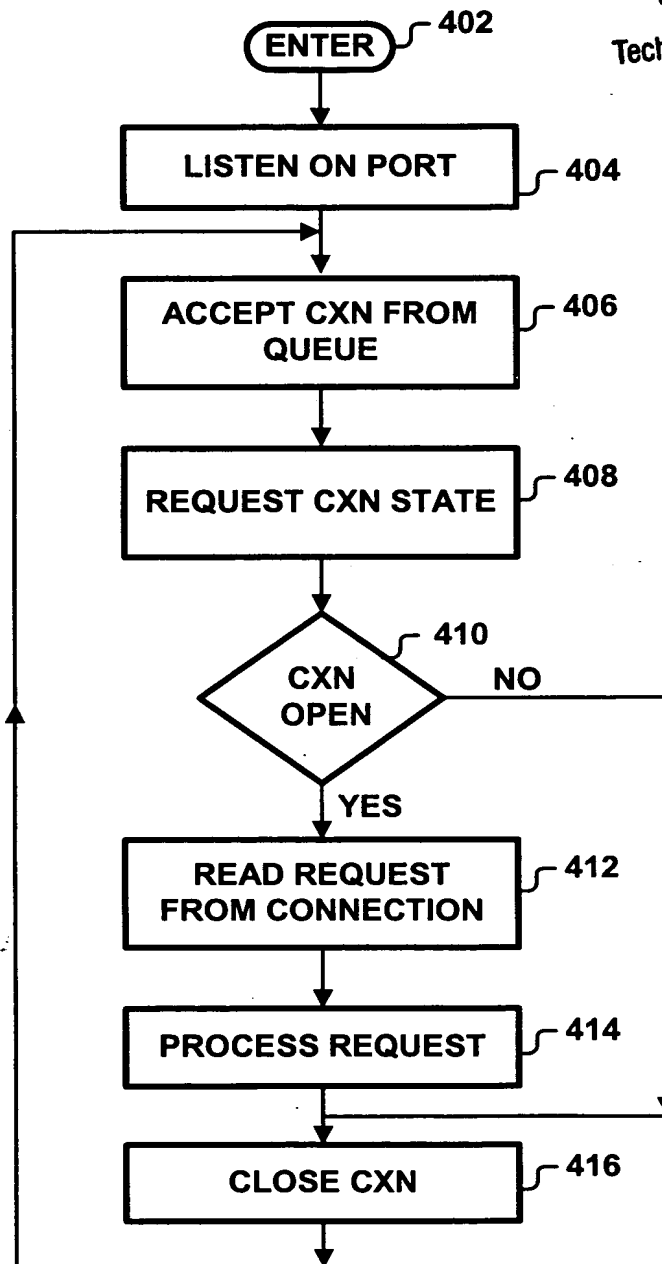 ENTER
402
Tech
LISTEN ON PORT
404
ACCEPT CXN FROM
QUEUE
406
REQUEST CXN STATE
408
410
CXN
OPEN
NO
YES
READ REQUEST
FROM CONNECTION
412
PROCESS REQUEST
414
CLOSE CXN
416